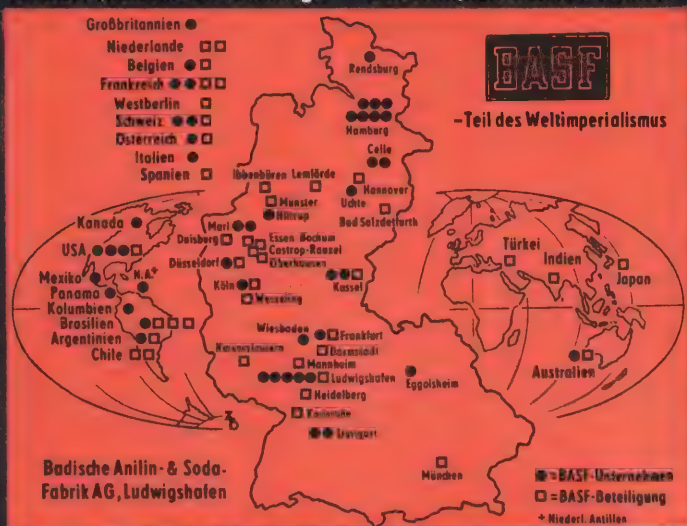 Großbritannien
Niederlande
Belgien
Frankreich
Westberlin
Schweiz
Österreich
Italien
Spanien
BASF
-Teil des Weltimperialismus
Rendsburg
Hamburg
Celle
Ibbenbüren Lemförde
Hannover
Uchte
Munster
Hiltrup
Bad Salzdetfurth
Marl
Duisberg
Essen Bochum
Castrop-Rauxel
Oberhausen
Düsseldorf
Kassel
Köln
Wesseling
Wiesbaden
Frankfurt
Darmstadt
Kaiserslautern
Mannheim
Ludwigshafen
Eggolsheim
Heidelberg
Karlsruhe
Stuttgart
München
Kanada
USA
Mexiko
N.A.+
Panama
Kolumbien
Brasilien
Argentinien
Chile
Türkei
Indien
Japan
Australien
Badische Anilin- & Soda-
Fabrik AG, Ludwigshafen
=BASF-Unternehmen
=BASF-Beteiligung
+ Niederl. Antillen